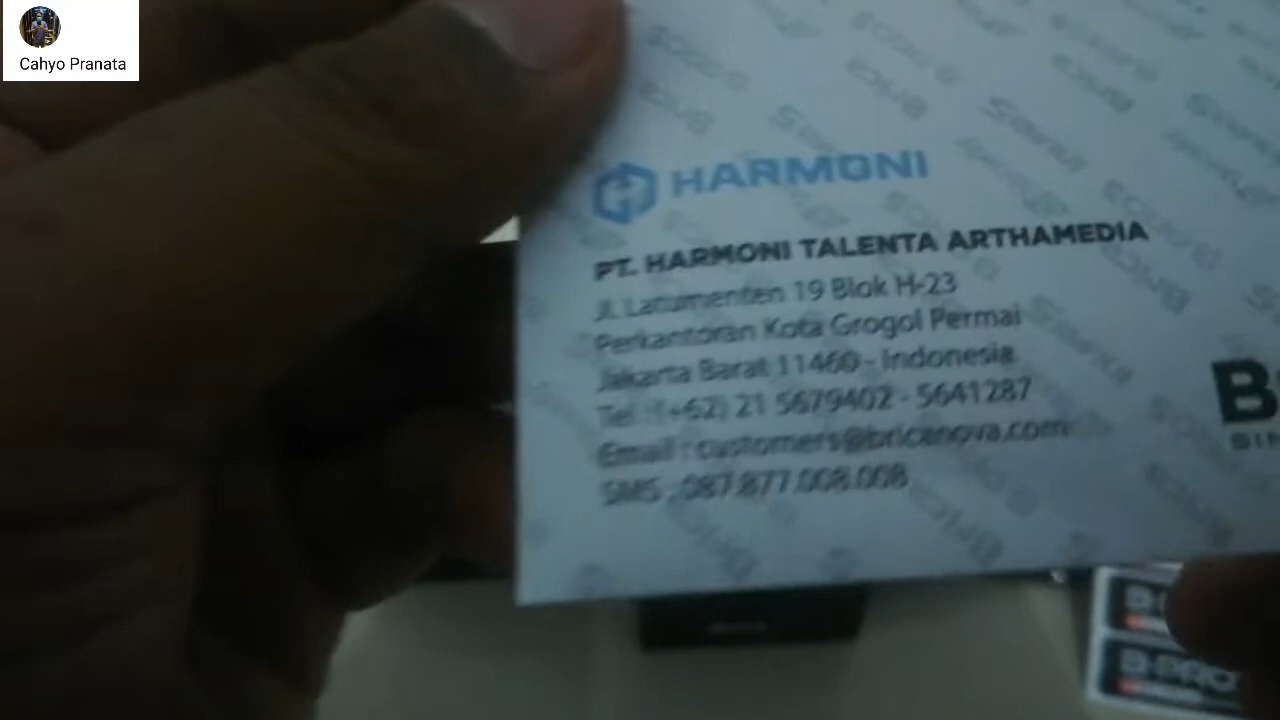 Cahyo Pranata
HARMONI
PT. HARMONI TALENTA ARTHAMEDIA
Jl. Latumenten 19 Blok H-23
Perkantoran Kota Grogol Permai
Jakarta Barat 11460 - Indonesia
Tel : (+62) 21 5679402 - 5641287
Email : customers@bricanova.com
SMS : 087.877.008.008
B-PRO